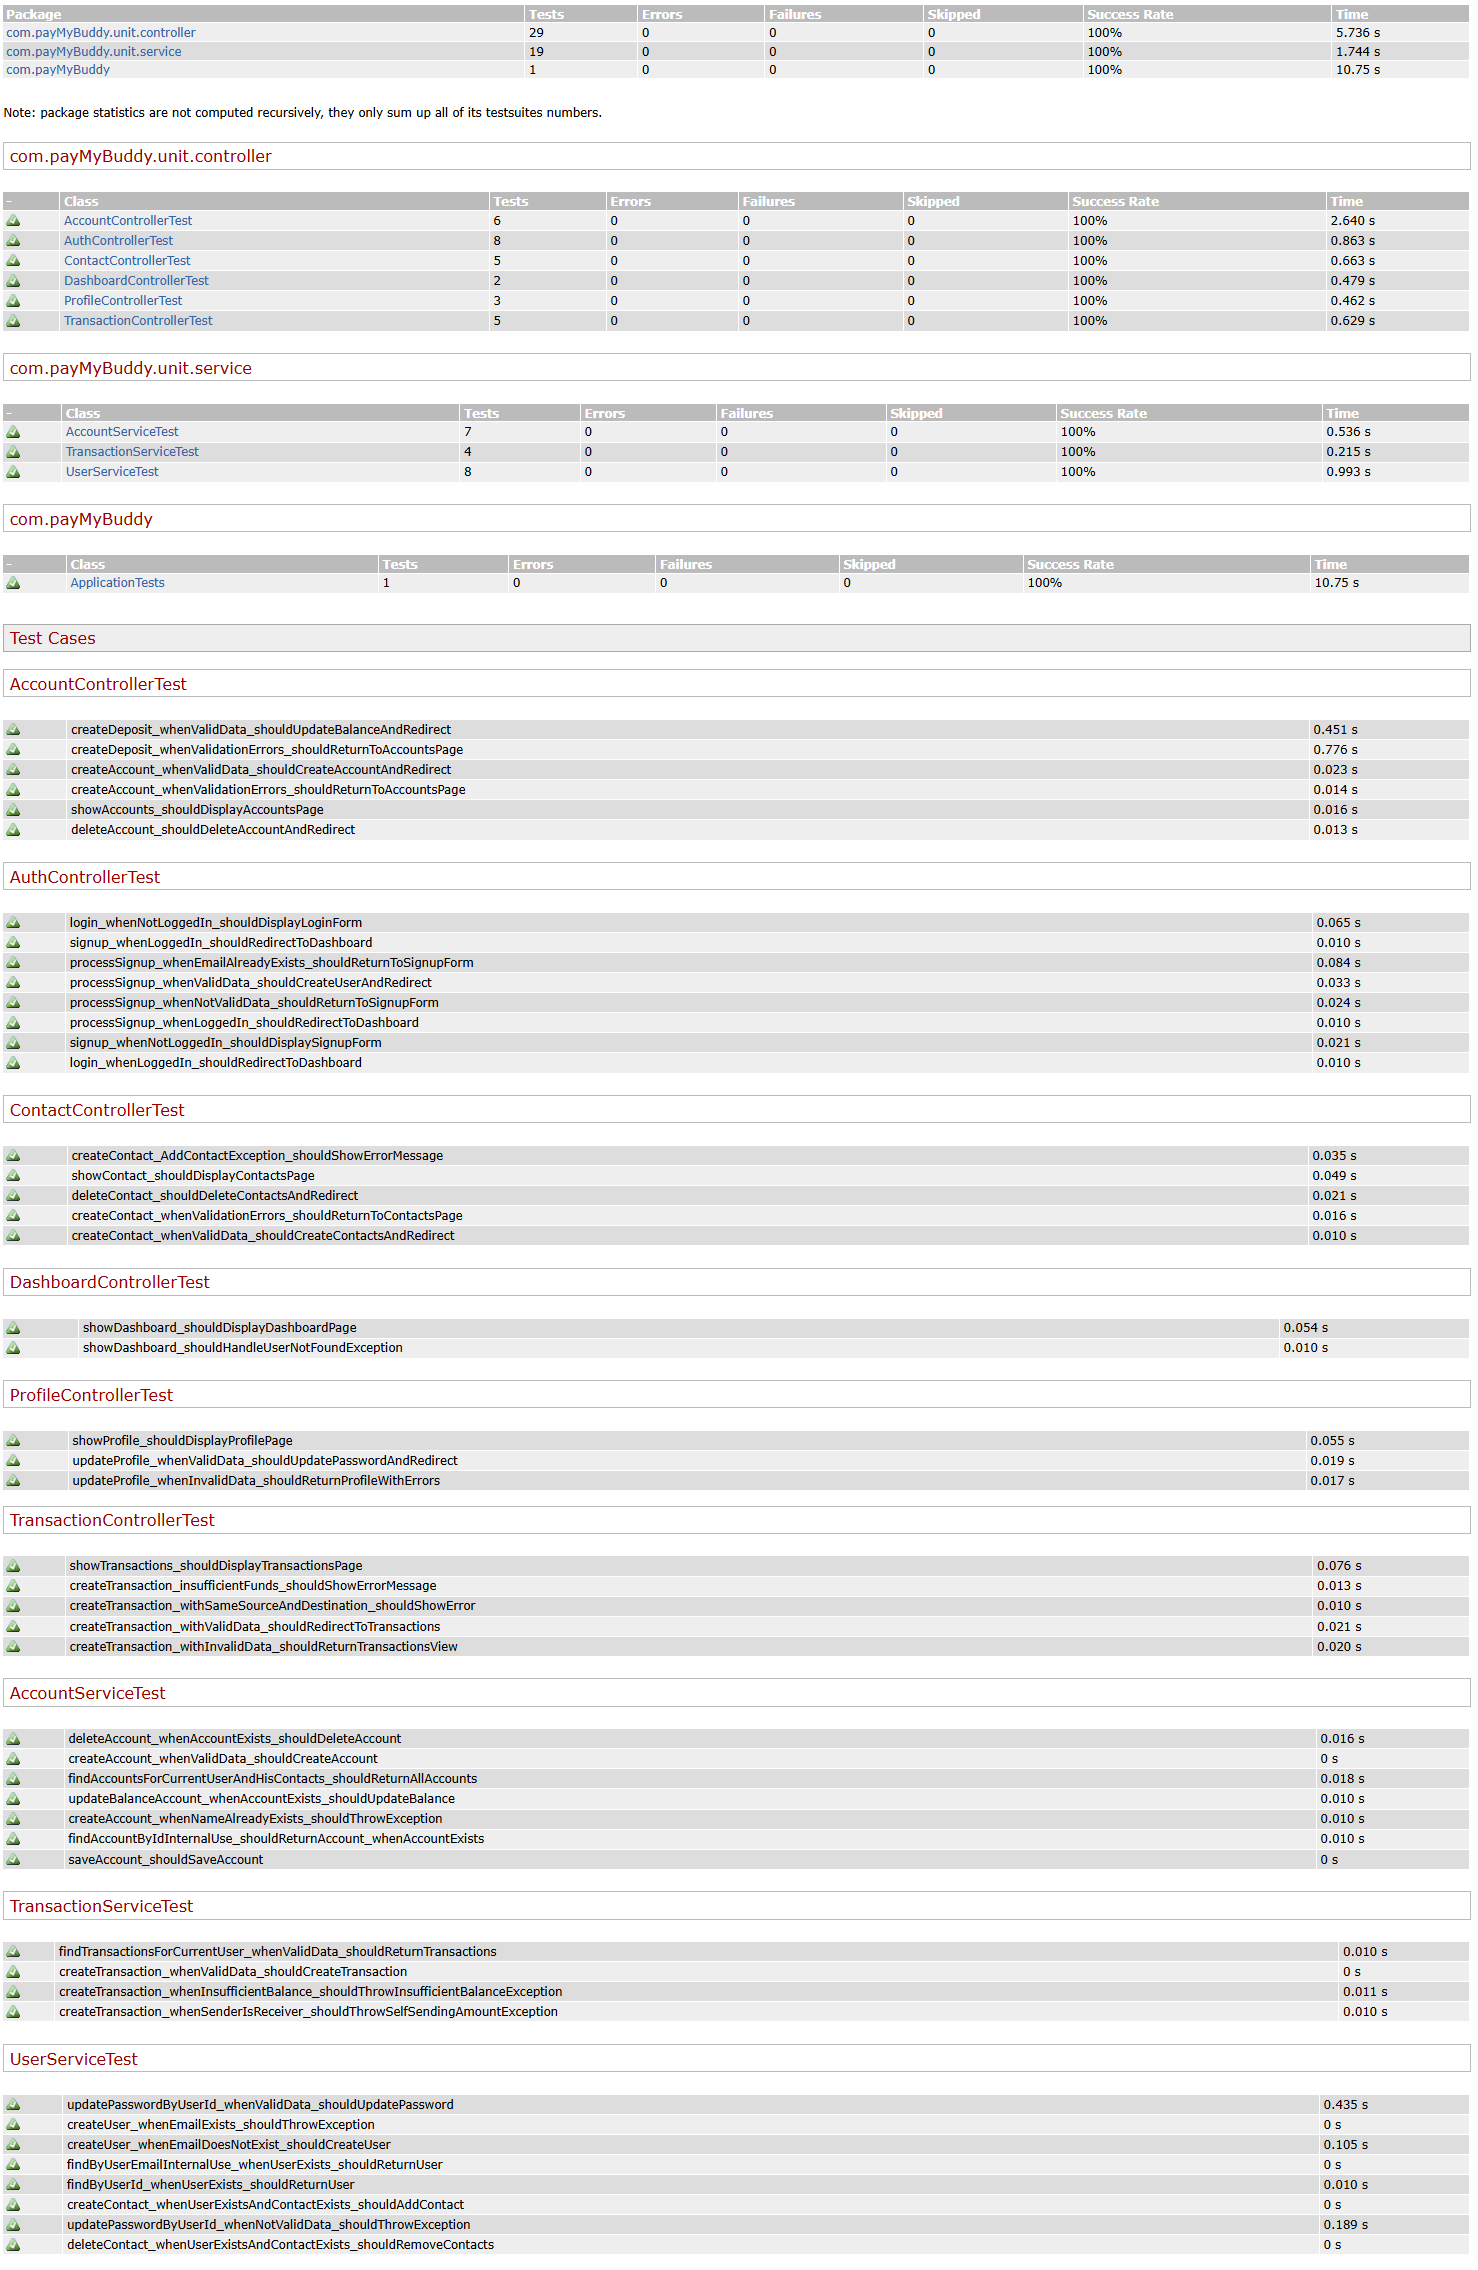 Package Tests Errors Failures Skipped Success Rate Time
com.payMyBuddy.unit.controller 29 0 0 0 100% 5.736 s
com.payMyBuddy.unit.service 19 0 0 0 100% 1.744 s
com.payMyBuddy 1 0 0 0 100% 10.75 s
Note: package statistics are not computed recursively, they only sum up all of its testsuites numbers.
com.payMyBuddy.unit.controller
- Class Tests Errors Failures Skipped Success Rate Time
AccountControllerTest 6 0 0 0 100% 2.640 s
AuthControllerTest 8 0 0 0 100% 0.863 s
ContactControllerTest 5 0 0 0 100% 0.663 s
DashboardControllerTest 2 0 0 0 100% 0.479 s
ProfileControllerTest 3 0 0 0 100% 0.462 s
TransactionControllerTest 5 0 0 0 100% 0.629 s
com.payMyBuddy.unit.service
- Class Tests Errors Failures Skipped Success Rate Time
AccountServiceTest 7 0 0 0 100% 0.536 s
TransactionServiceTest 4 0 0 0 100% 0.215 s
UserServiceTest 8 0 0 0 100% 0.993 s
com.payMyBuddy
- Class Tests Errors Failures Skipped Success Rate Time
ApplicationTests 1 0 0 0 100% 10.75 s
Test Cases
AccountControllerTest
createDeposit_whenValidData_shouldUpdateBalanceAndRedirect 0.451 s
createDeposit_whenValidationErrors_shouldReturnToAccountsPage 0.776 s
createAccount_whenValidData_shouldCreateAccountAndRedirect 0.023 s
createAccount_whenValidationErrors_shouldReturnToAccountsPage 0.014 s
showAccounts_shouldDisplayAccountsPage 0.016 s
deleteAccount_shouldDeleteAccountAndRedirect 0.013 s
AuthControllerTest
login_whenNotLoggedIn_shouldDisplayLoginForm 0.065 s
signup_whenLoggedIn_shouldRedirectToDashboard 0.010 s
processSignup_whenEmailAlreadyExists_shouldReturnToSignupForm 0.084 s
processSignup_whenValidData_shouldCreateUserAndRedirect 0.033 s
processSignup_whenNotValidData_shouldReturnToSignupForm 0.024 s
processSignup_whenLoggedIn_shouldRedirectToDashboard 0.010 s
signup_whenNotLoggedIn_shouldDisplaySignupForm 0.021 s
login_whenLoggedIn_shouldRedirectToDashboard 0.010 s
ContactControllerTest
createContact_AddContactException_shouldShowErrorMessage 0.035 s
showContact_shouldDisplayContactsPage 0.049 s
deleteContact_shouldDeleteContactsAndRedirect 0.021 s
createContact_whenValidationErrors_shouldReturnToContactsPage 0.016 s
createContact_whenValidData_shouldCreateContactsAndRedirect 0.010 s
DashboardControllerTest
showDashboard_shouldDisplayDashboardPage 0.054 s
showDashboard_shouldHandleUserNotFoundException 0.010 s
ProfileControllerTest
showProfile_shouldDisplayProfilePage 0.055 s
updateProfile_whenValidData_shouldUpdatePasswordAndRedirect 0.019 s
updateProfile_whenInvalidData_shouldReturnProfileWithErrors 0.017 s
TransactionControllerTest
showTransactions_shouldDisplayTransactionsPage 0.076 s
createTransaction_insufficientFunds_shouldShowErrorMessage 0.013 s
createTransaction_withSameSourceAndDestination_shouldShowError 0.010 s
createTransaction_withValidData_shouldRedirectToTransactions 0.021 s
createTransaction_withInvalidData_shouldReturnTransactionsView 0.020 s
AccountServiceTest
deleteAccount_whenAccountExists_shouldDeleteAccount 0.016 s
createAccount_whenValidData_shouldCreateAccount 0 s
findAccountsForCurrentUserAndHisContacts_shouldReturnAllAccounts 0.018 s
updateBalanceAccount_whenAccountExists_shouldUpdateBalance 0.010 s
createAccount_whenNameAlreadyExists_shouldThrowException 0.010 s
findAccountByIdInternalUse_shouldReturnAccount_whenAccountExists 0.010 s
saveAccount_shouldSaveAccount 0 s
TransactionServiceTest
findTransactionsForCurrentUser_whenValidData_shouldReturnTransactions 0.010 s
createTransaction_whenValidData_shouldCreateTransaction 0 s
createTransaction_whenInsufficientBalance_shouldThrowInsufficientBalanceException 0.011 s
createTransaction_whenSenderIsReceiver_shouldThrowSelfSendingAmountException 0.010 s
UserServiceTest
updatePasswordByUserId_whenValidData_shouldUpdatePassword 0.435 s
createUser_whenEmailExists_shouldThrowException 0 s
createUser_whenEmailDoesNotExist_shouldCreateUser 0.105 s
findByUserEmailInternalUse_whenUserExists_shouldReturnUser 0 s
findByUserId_whenUserExists_shouldReturnUser 0.010 s
createContact_whenUserExistsAndContactExists_shouldAddContact 0 s
updatePasswordByUserId_whenNotValidData_shouldThrowException 0.189 s
deleteContact_whenUserExistsAndContactExists_shouldRemoveContacts 0 s